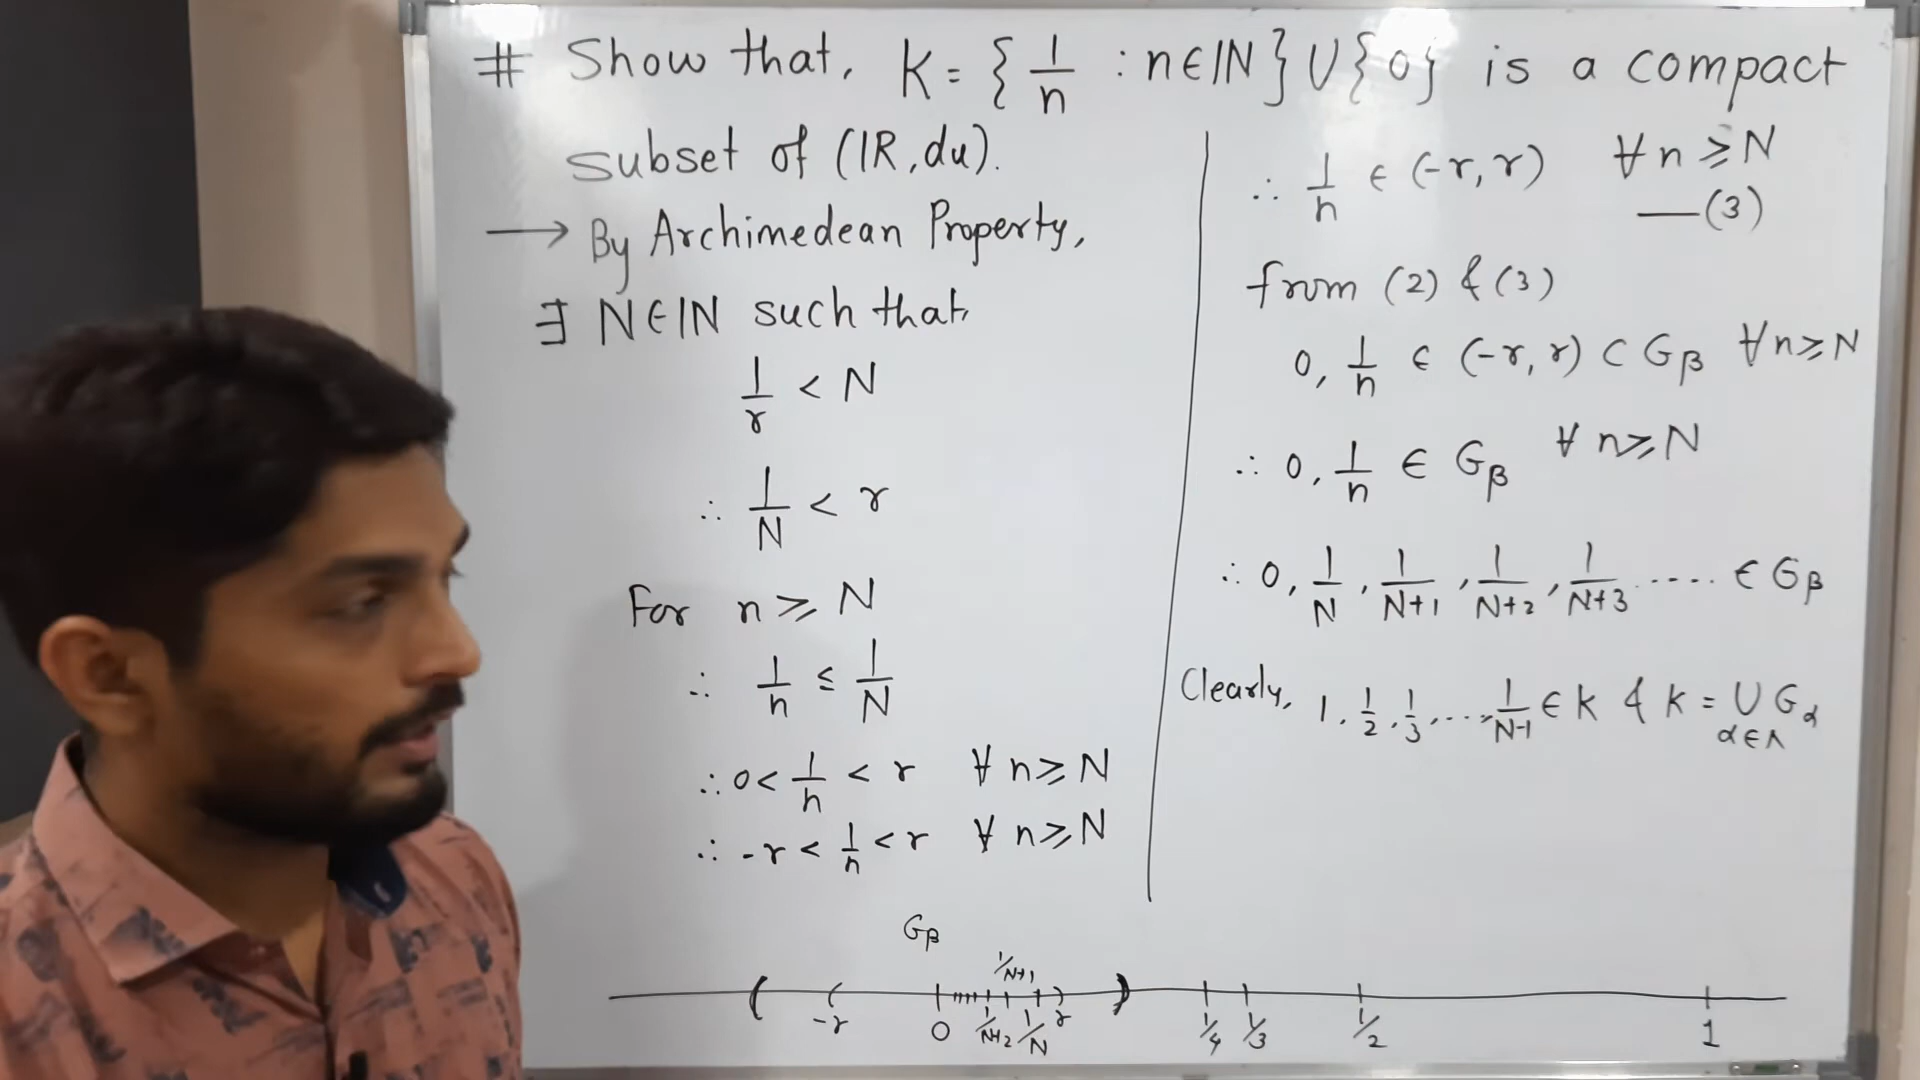 # Show that, K = { 1/n : n ∈ IN } ∪ { 0 } is a compact
subset of (IR, du).
→ By Archimedean Property,
∃ N ∈ IN such that,
1/r < N
∴ 1/N < r
For n ≥ N
∴ 1/n ≤ 1/N
∴ 0 < 1/n < r ∀ n ≥ N
∴ -r < 1/n < r ∀ n ≥ N
∴ 1/n ∈ (-r, r) ∀ n ≥ N
—(3)
from (2) & (3)
0, 1/n ∈ (-r, r) ⊂ Gβ ∀ n ≥ N
∴ 0, 1/n ∈ Gβ ∀ n ≥ N
∴ 0, 1/N, 1/N+1, 1/N+2, 1/N+3 ..... ∈ Gβ
Clearly, 1, 1/2, 1/3, ..., 1/N-1 ∈ K & K = ∪ Gα
α ∈ Λ
Gβ
1/N+1
( ( ) )
-r 0 1/N+2 1/N r 1/4 1/3 1/2 1